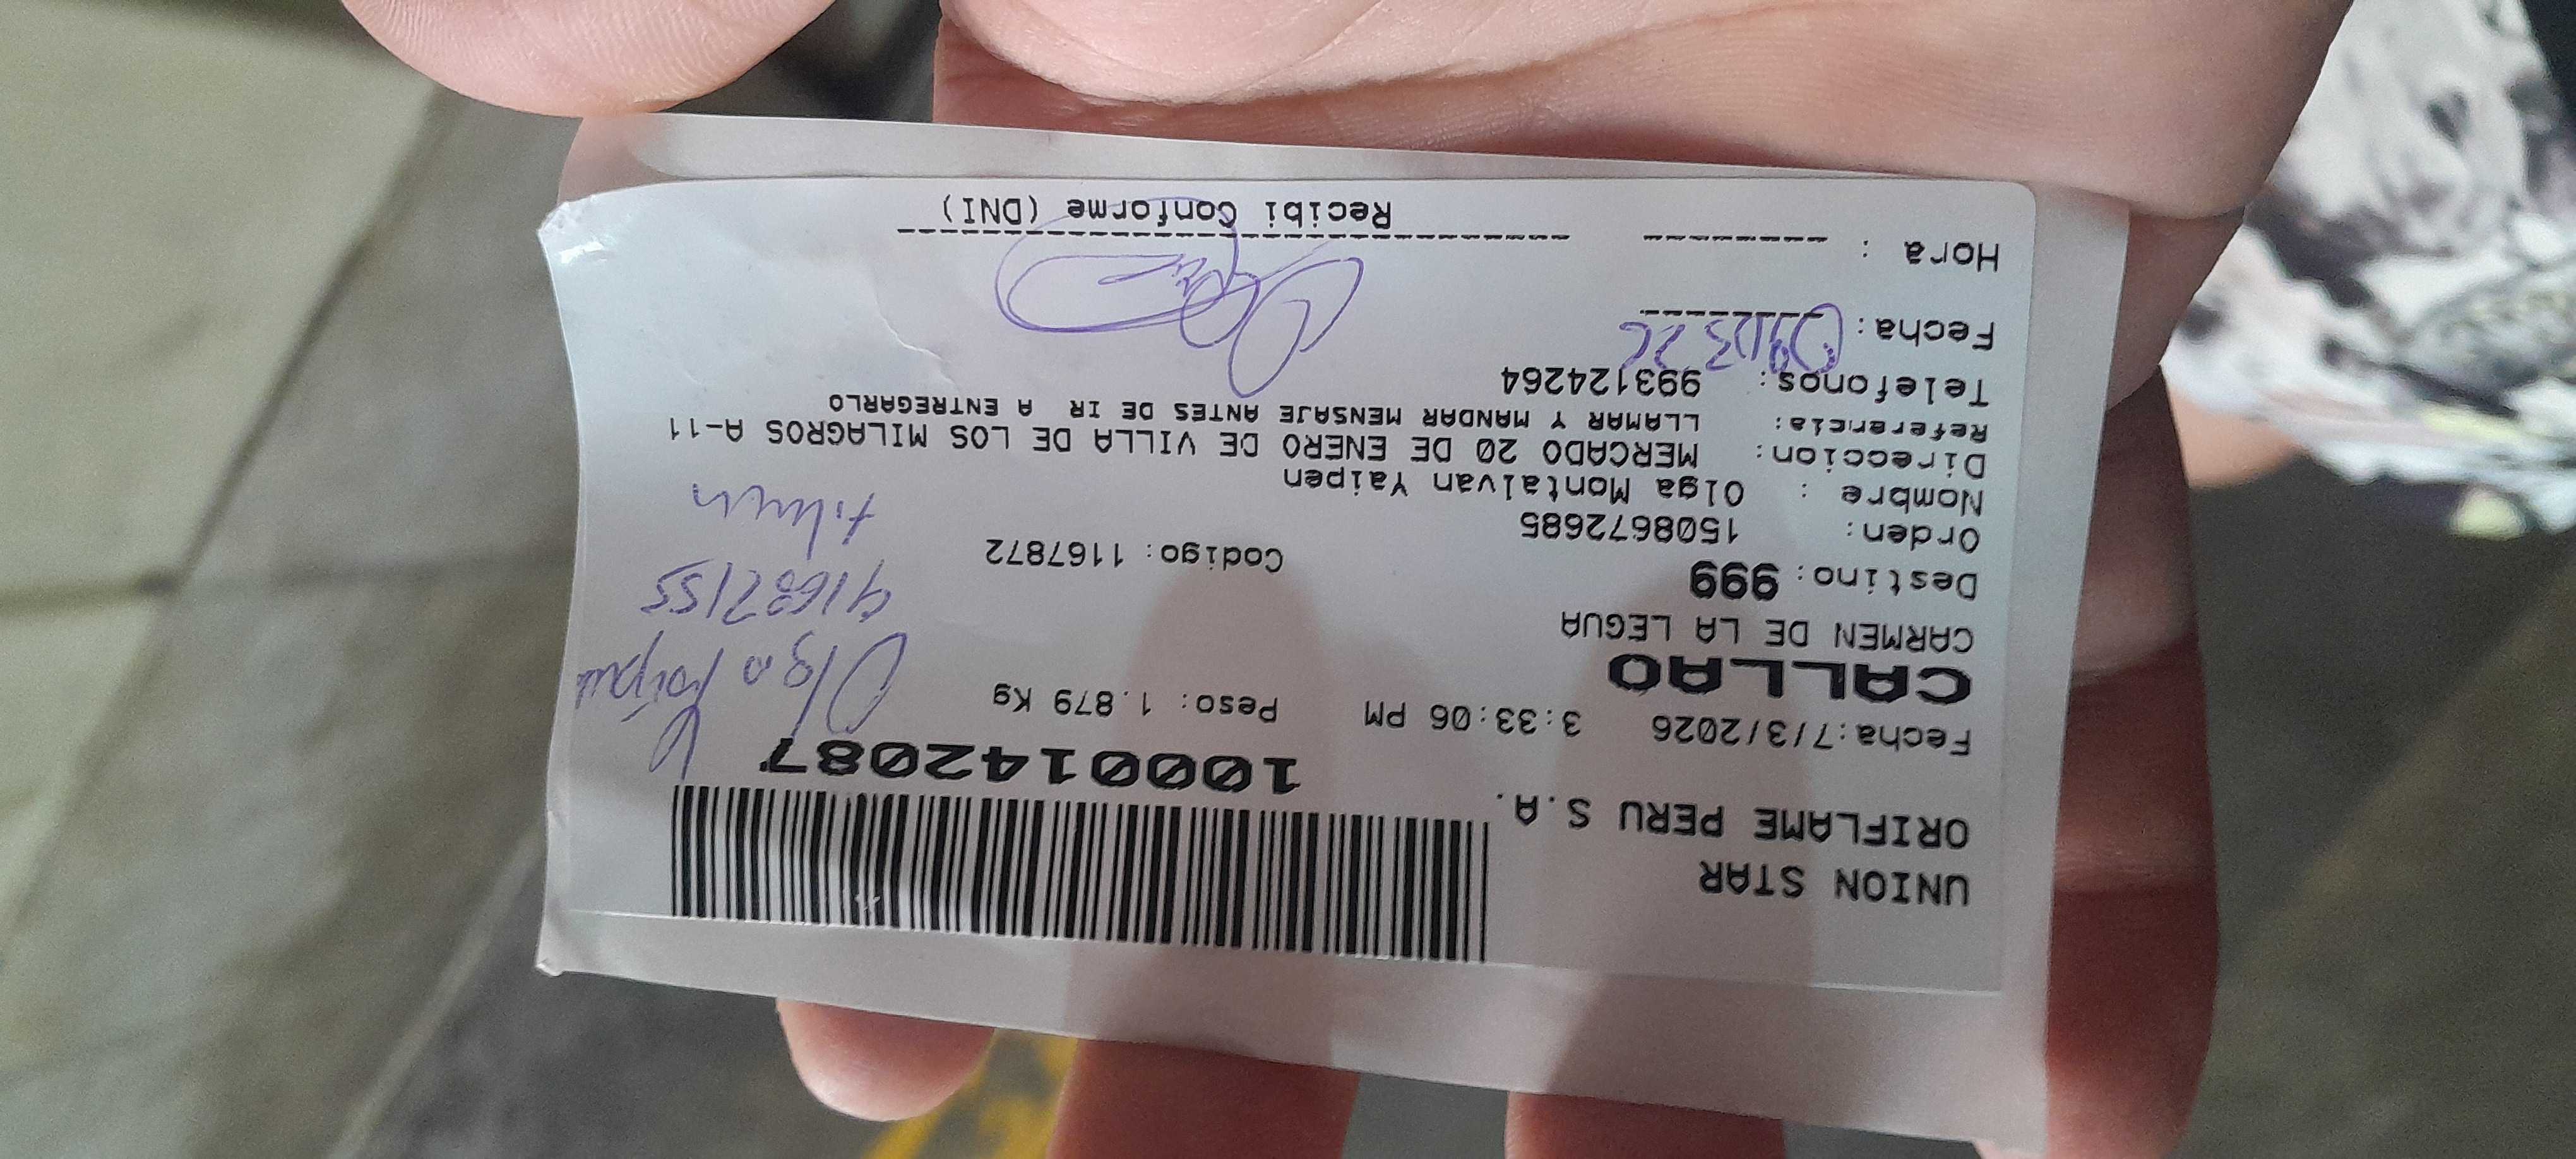 UNION STAR
ORIFLAME PERU S.A.
1000142087
Fecha:7/3/2026 3:33:06 PM Peso: 1.879 Kg
CALLAO
CARMEN DE LA LEGUA
Olga
Destino: 999 Codigo: 1167872
41687155
Orden: 1508672685
Nombre : Olga Montalvan Yaipen
Direccion: MERCADO 20 DE ENERO DE VILLA DE LOS MILAGROS A-11
Referencia: LLAMAR Y MANDAR MENSAJE ANTES DE IR A ENTREGARLO
Telefonos: 993124264
Fecha: 09/03 26
Hora :
Recibi Conforme (DNI)